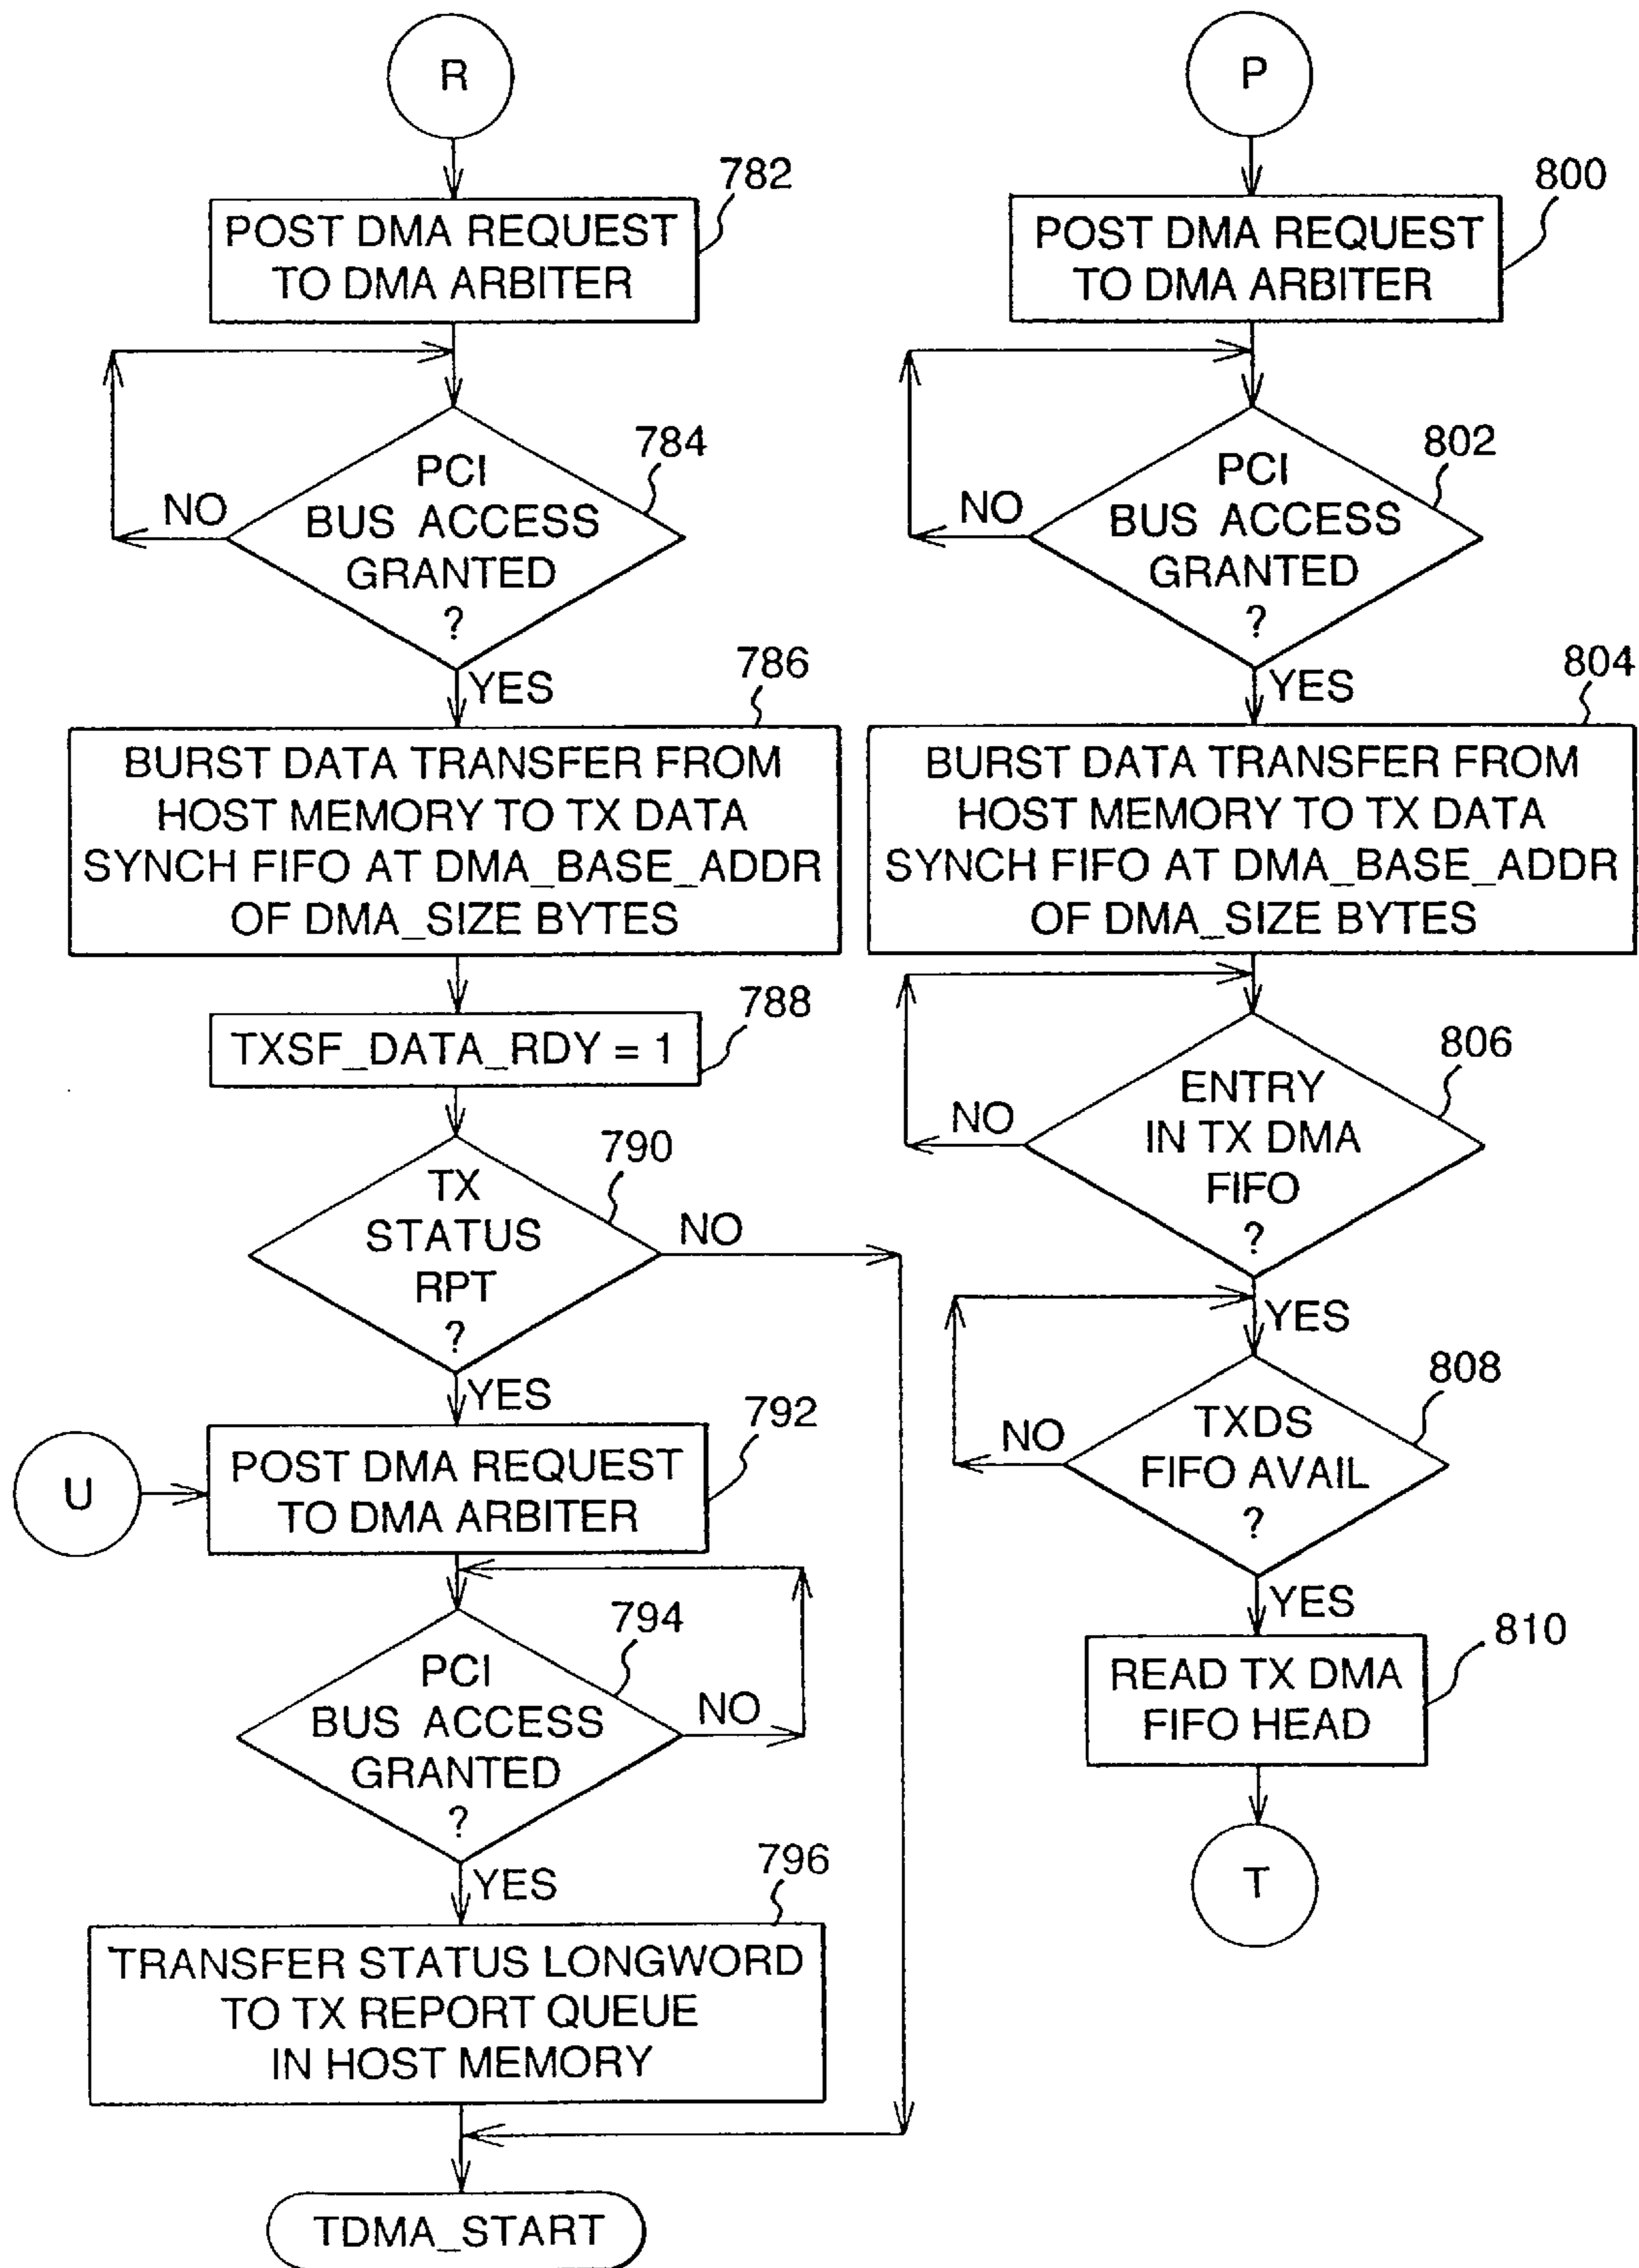 R
782
POST DMA REQUEST
TO DMA ARBITER
784
PCI
BUS ACCESS
GRANTED
?
NO
YES
786
BURST DATA TRANSFER FROM
HOST MEMORY TO TX DATA
SYNCH FIFO AT DMA_BASE_ADDR
OF DMA_SIZE BYTES
788
TXSF_DATA_RDY = 1
790
TX
STATUS
RPT
?
NO
YES
792
U
POST DMA REQUEST
TO DMA ARBITER
794
PCI
BUS ACCESS
GRANTED
?
NO
YES
796
TRANSFER STATUS LONGWORD
TO TX REPORT QUEUE
IN HOST MEMORY
TDMA_START
P
800
POST DMA REQUEST
TO DMA ARBITER
802
PCI
BUS ACCESS
GRANTED
?
NO
YES
804
BURST DATA TRANSFER FROM
HOST MEMORY TO TX DATA
SYNCH FIFO AT DMA_BASE_ADDR
OF DMA_SIZE BYTES
806
ENTRY
IN TX DMA
FIFO
?
NO
YES
808
TXDS
FIFO AVAIL
?
NO
YES
810
READ TX DMA
FIFO HEAD
T